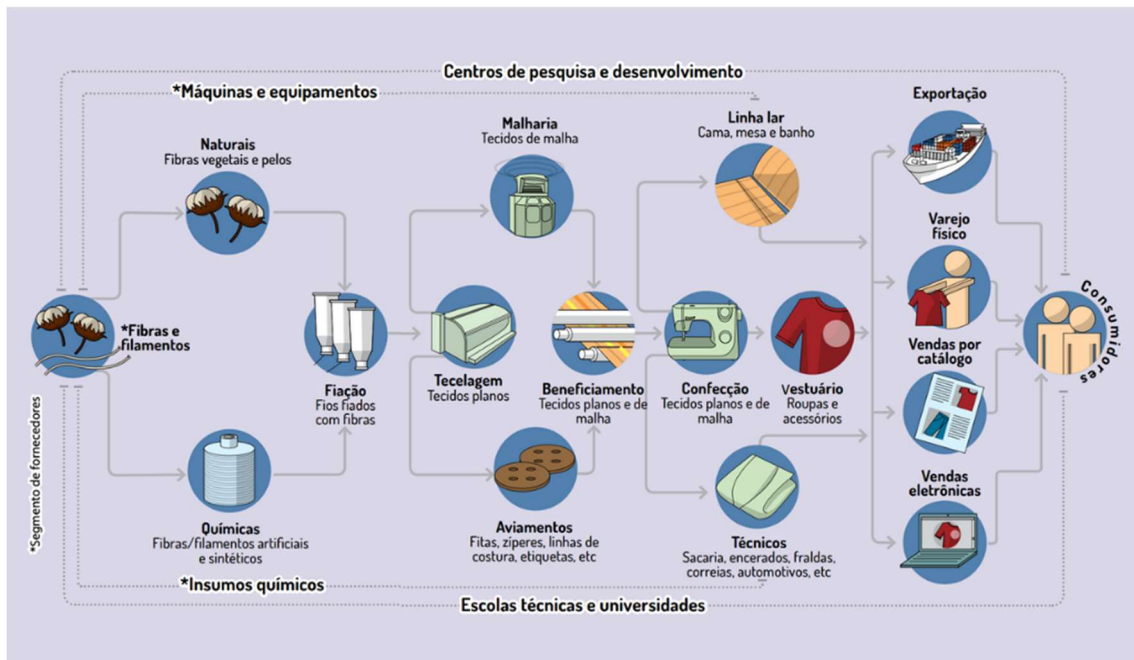 Centros de pesquisa e desenvolvimento
*Máquinas e equipamentos
Naturais
Fibras vegetais e pelos
Malharia
Tecidos de malha
Linha lar
Cama, mesa e banho
Exportação
*Fibras e
filamentos
Fiação
Fios fiados
com fibras
Tecelagem
Tecidos planos
Beneficiamento
Tecidos planos e de
malha
Confecção
Tecidos planos e de
malha
Vestuário
Roupas e
acessórios
Varejo
físico
Vendas por
catálogo
Vendas
eletrônicas
Consumidores
Químicas
Fibras/filamentos artificiais
e sintéticos
Aviamentos
Fitas, zíperes, linhas de
costura, etiquetas, etc
Técnicos
Sacaria, encerados, fraldas,
correias, automotivos, etc
*Insumos químicos
Escolas técnicas e universidades
*Segmento de fornecedores